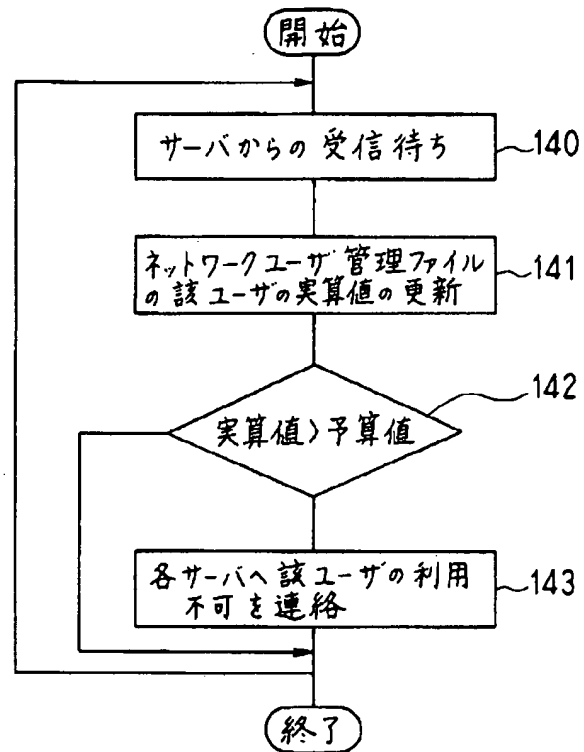 開始
サーバからの受信待ち
140
ネットワークユーザ管理ファイル
の該ユーザの実算値の更新
141
142
実算値>予算値
各サーバへ該ユーザの利用
不可を連絡
143
終了